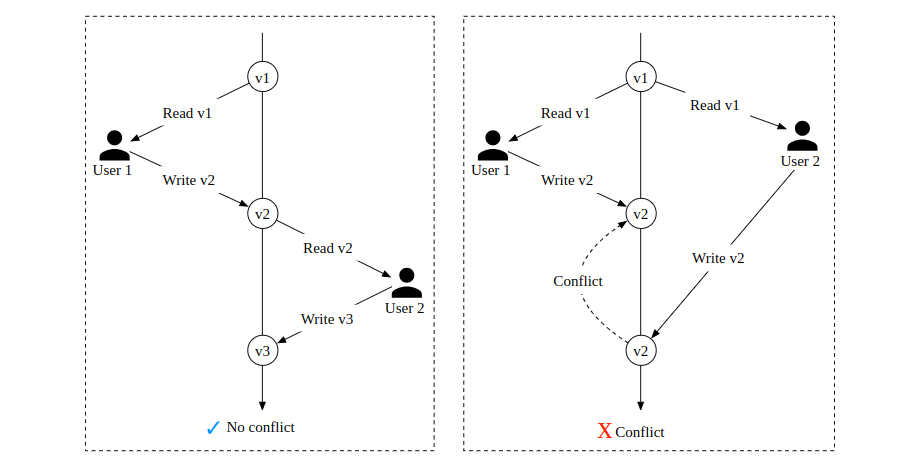 v1
Read v1
User 1
Write v2
v2
Read v2
User 2
Write v3
v3
✓ No conflict
v1
Read v1
Read v1
User 1
User 2
Write v2
v2
Write v2
Conflict
v2
X Conflict